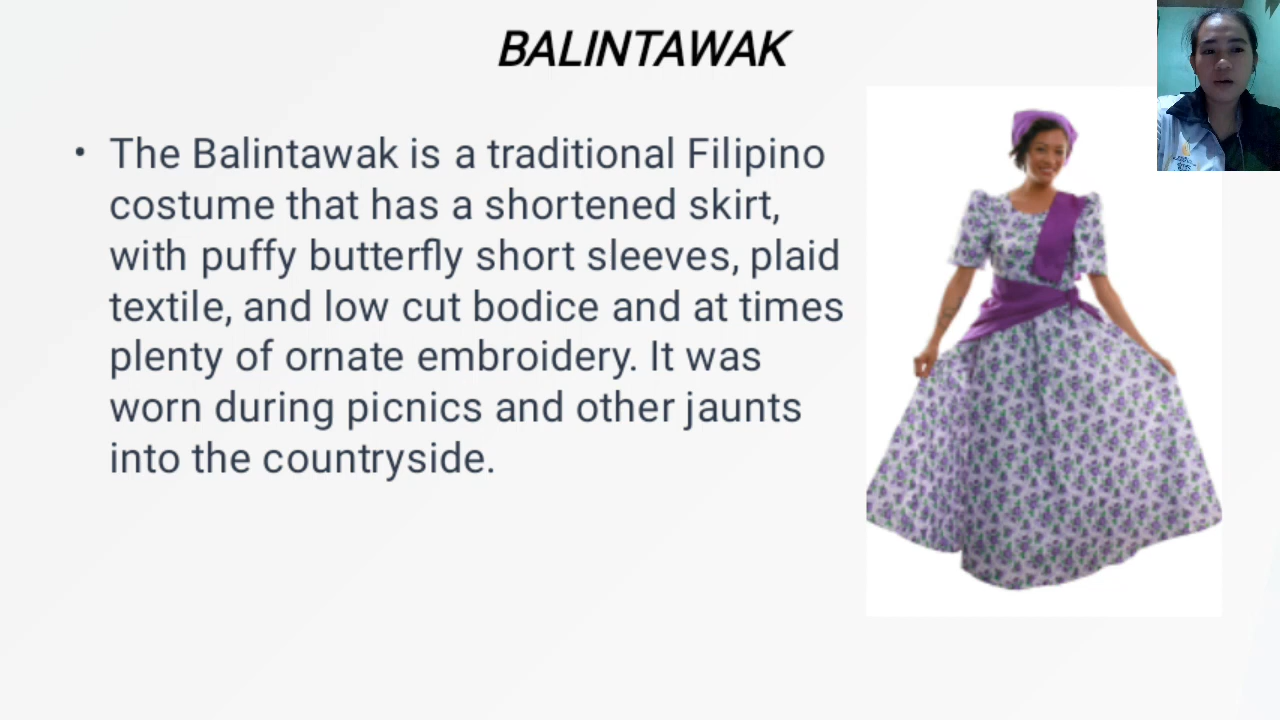 BALINTAWAK
• The Balintawak is a traditional Filipino
costume that has a shortened skirt,
with puffy butterfly short sleeves, plaid
textile, and low cut bodice and at times
plenty of ornate embroidery. It was
worn during picnics and other jaunts
into the countryside.